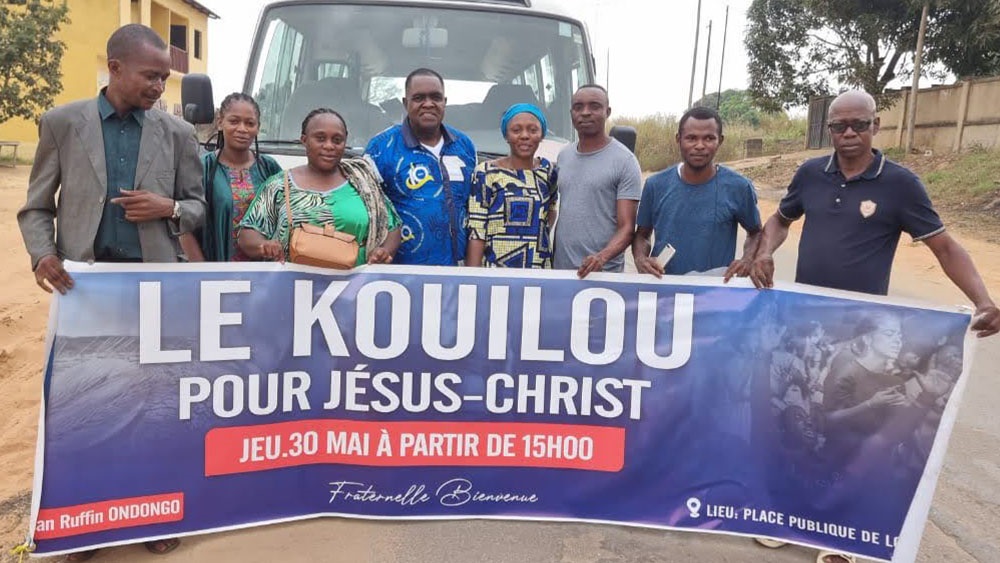 LE KOUILOU
POUR JÉSUS-CHRIST
JEU.30 MAI À PARTIR DE 15H00
Fraternelle Bienvenue
an Ruffin ONDONGO
LIEU: PLACE PUBLIQUE DE LO